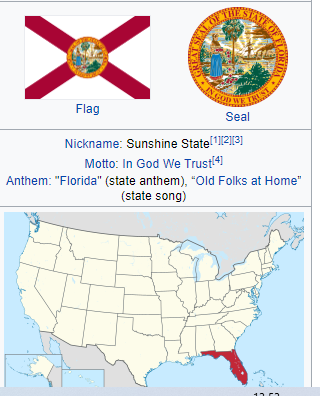 GREAT SEAL OF THE STATE OF FLORIDA
IN GOD WE TRUST
Flag
Seal
Nickname: Sunshine State[1][2][3]
Motto: In God We Trust[4]
Anthem: "Florida" (state anthem), “Old Folks at Home”
(state song)